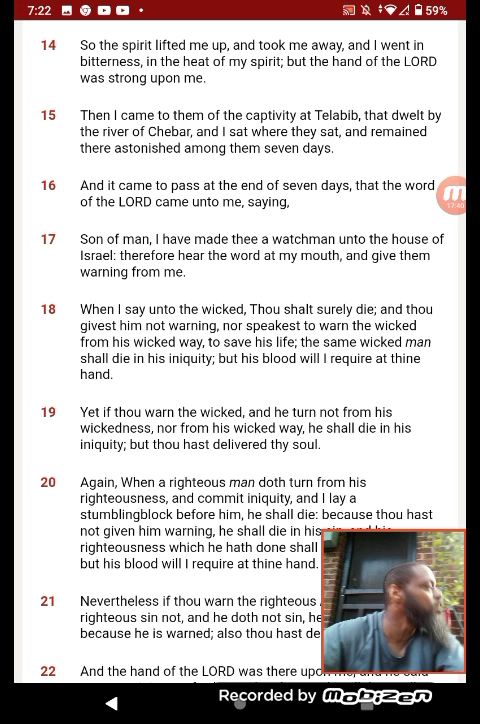 7:22 59%
14 So the spirit lifted me up, and took me away, and I went in
bitterness, in the heat of my spirit; but the hand of the LORD
was strong upon me.
15 Then I came to them of the captivity at Telabib, that dwelt by
the river of Chebar, and I sat where they sat, and remained
there astonished among them seven days.
16 And it came to pass at the end of seven days, that the word
of the LORD came unto me, saying,
17:40
17 Son of man, I have made thee a watchman unto the house of
Israel: therefore hear the word at my mouth, and give them
warning from me.
18 When I say unto the wicked, Thou shalt surely die; and thou
givest him not warning, nor speakest to warn the wicked
from his wicked way, to save his life; the same wicked man
shall die in his iniquity; but his blood will I require at thine
hand.
19 Yet if thou warn the wicked, and he turn not from his
wickedness, nor from his wicked way, he shall die in his
iniquity; but thou hast delivered thy soul.
20 Again, When a righteous man doth turn from his
righteousness, and commit iniquity, and I lay a
stumblingblock before him, he shall die: because thou hast
not given him warning, he shall die in his sin, and his
righteousness which he hath done shall
but his blood will I require at thine hand.
21 Nevertheless if thou warn the righteous
righteous sin not, and he doth not sin, he
because he is warned; also thou hast de
22 And the hand of the LORD was there upon me; and he said
Recorded by mobizen